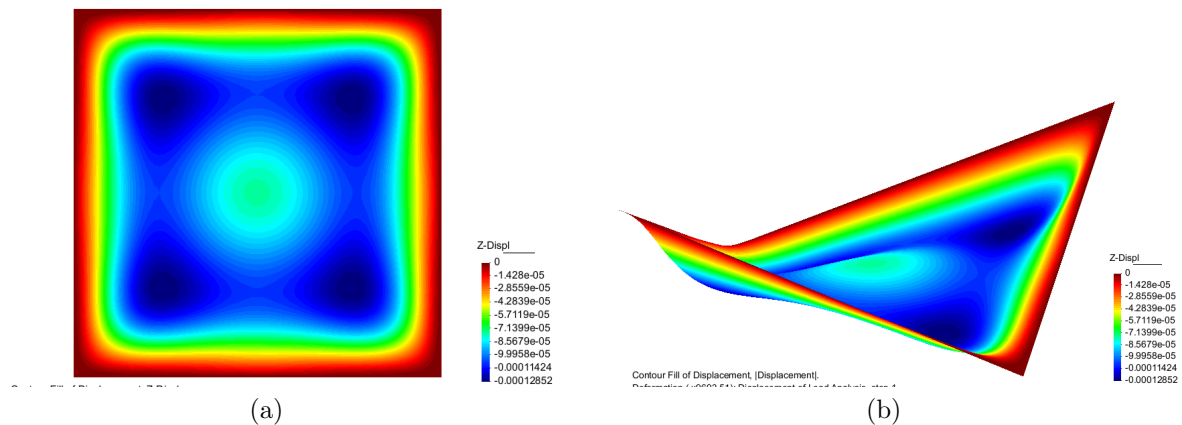 Z-Displ
0
-1.428e-05
-2.8559e-05
-4.2839e-05
-5.7119e-05
-7.1399e-05
-8.5679e-05
-9.9958e-05
-0.00011424
-0.00012852
(a)
Z-Displ
0
-1.428e-05
-2.8559e-05
-4.2839e-05
-5.7119e-05
-7.1399e-05
-8.5679e-05
-9.9958e-05
-0.00011424
-0.00012852
Contour Fill of Displacement, |Displacement|.
(b)